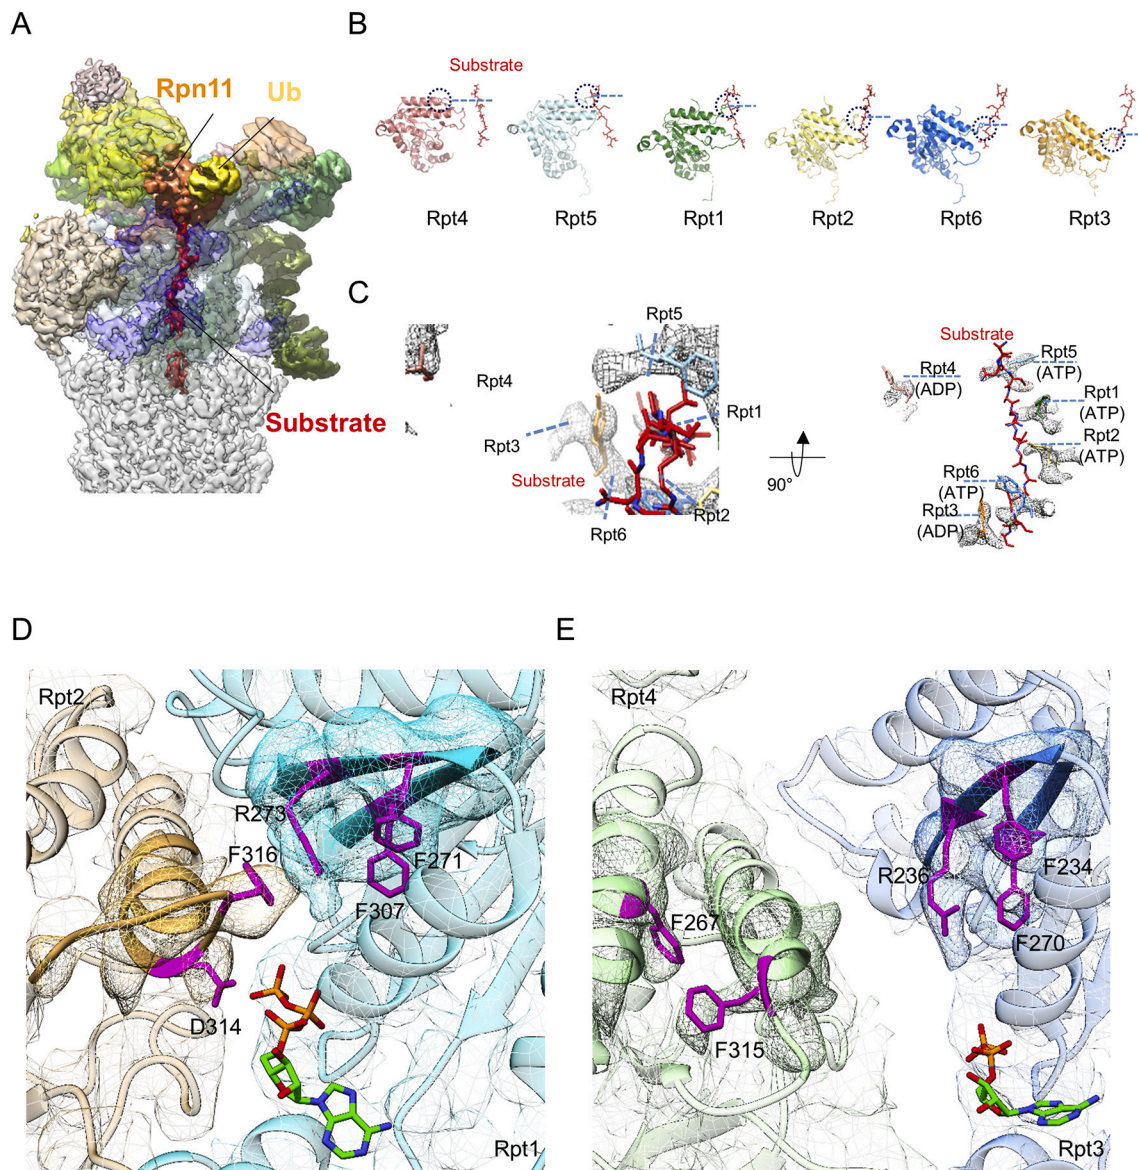 A
Rpn11
Ub
Substrate
B
Substrate
Rpt4
Rpt5
Rpt1
Rpt2
Rpt6
Rpt3
C
Rpt5
Rpt4
Rpt1
Rpt3
Substrate
Rpt6
Rpt2
90°
Substrate
Rpt5
(ATP)
Rpt4
(ADP)
Rpt1
(ATP)
Rpt2
(ATP)
Rpt6
(ATP)
Rpt3
(ADP)
D
Rpt2
R273
F316
F271
F307
D314
Rpt1
E
Rpt4
R236
F234
F267
F270
F315
Rpt3